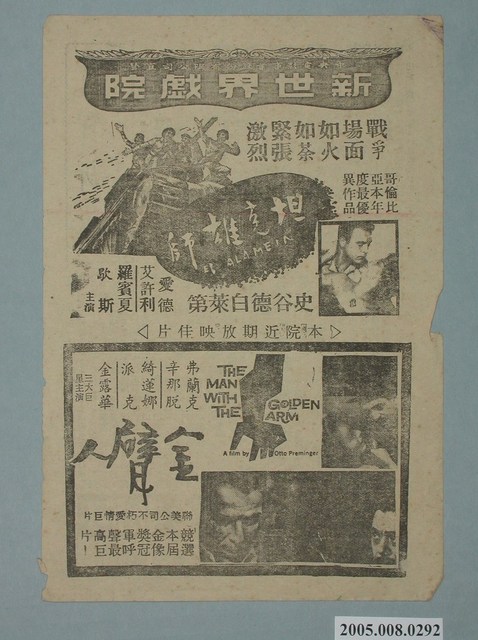 新世界戲院
戰爭場面
如火如荼
緊張激烈
哥倫比
亞本年
度最優
異作品
坦克雄師
EL ALAMEIN
史谷德白萊第
愛德
艾許利
羅賓夏
歇斯
主演
▷本院近期放映佳片◁
弗蘭克
辛那脫
綺蓮娜
派克
金露華
三大巨星主演
THE
MAN
WITH
THE
GOLDEN
ARM
A film by Otto Preminger
金臂人
聯美公司不朽愛情巨片
競選本屆金像獎冠軍呼聲最高巨片!
2005.008.0292